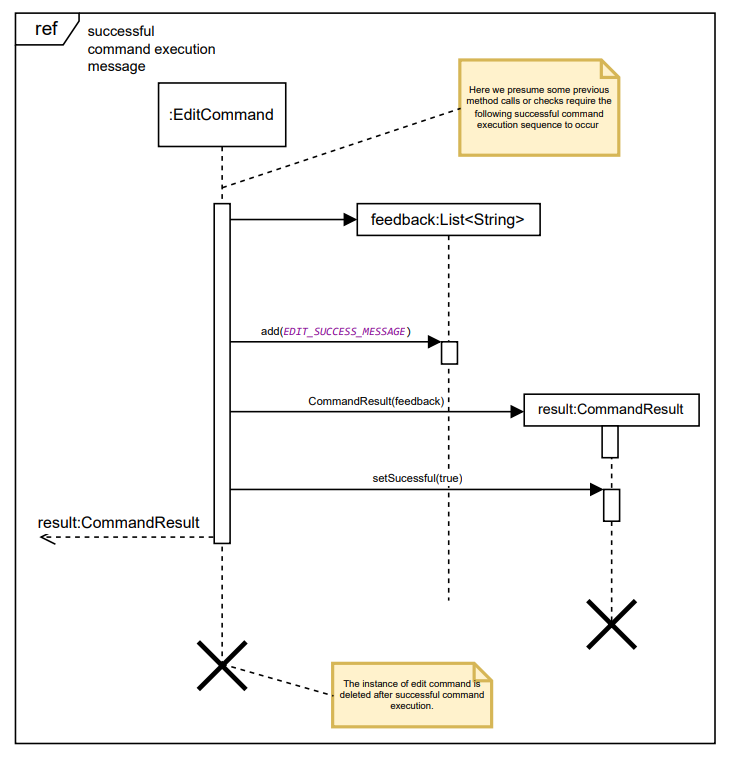 ref
successful
command execution
message
Here we presume some previous
method calls or checks require the
following successful command
execution sequence to occur
:EditCommand
feedback:List<String>
add(EDIT_SUCCESS_MESSAGE)
CommandResult(feedback)
result:CommandResult
setSucessful(true)
result:CommandResult
The instance of edit command is
deleted after successful command
execution.